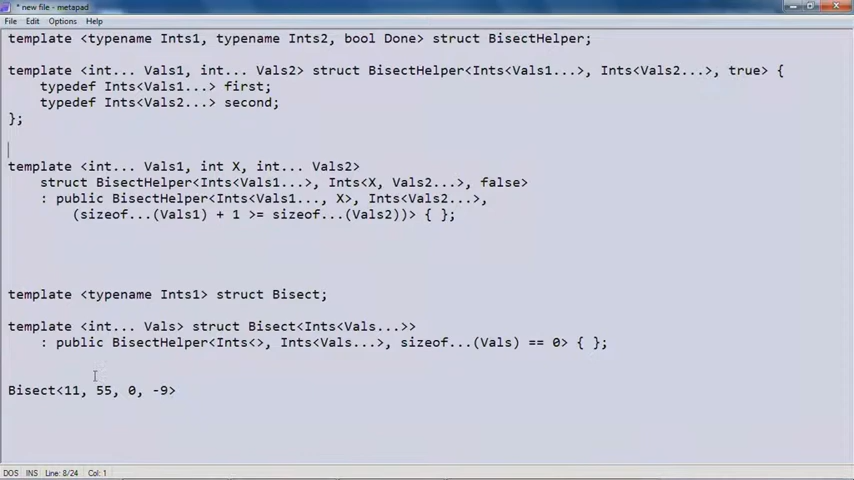 * new file - metapad
File Edit Options Help
template <typename Ints1, typename Ints2, bool Done> struct BisectHelper;
template <int... Vals1, int... Vals2> struct BisectHelper<Ints<Vals1...>, Ints<Vals2...>, true> {
typedef Ints<Vals1...> first;
typedef Ints<Vals2...> second;
};
template <int... Vals1, int X, int... Vals2>
struct BisectHelper<Ints<Vals1...>, Ints<X, Vals2...>, false>
: public BisectHelper<Ints<Vals1..., X>, Ints<Vals2...>,
(sizeof...(Vals1) + 1 >= sizeof...(Vals2))> { };
template <typename Ints1> struct Bisect;
template <int... Vals> struct Bisect<Ints<Vals...>>
: public BisectHelper<Ints<>, Ints<Vals...>, sizeof...(Vals) == 0> { };
Bisect<11, 55, 0, -9>
DOS INS Line: 8/24 Col: 1